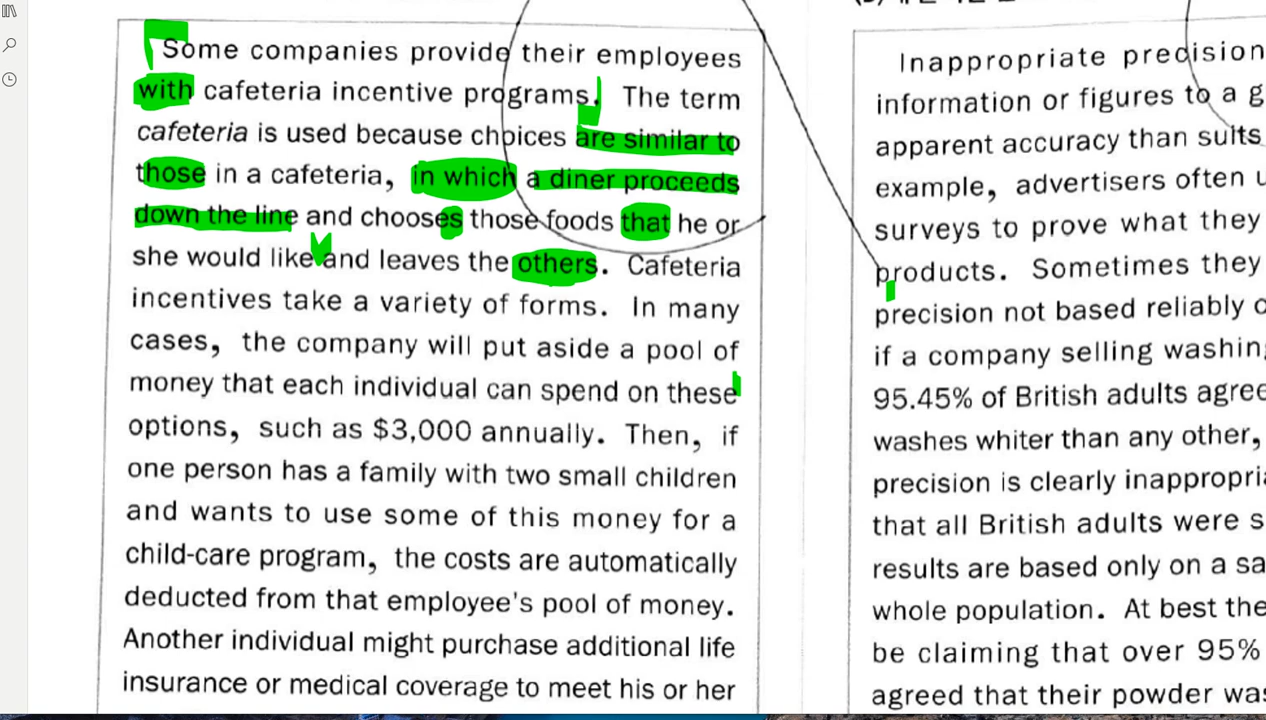 Some companies provide their employees
with cafeteria incentive programs. The term
cafeteria is used because choices are similar to
those in a cafeteria, in which a diner proceeds
down the line and chooses those foods that he or
she would like and leaves the others. Cafeteria
incentives take a variety of forms. In many
cases, the company will put aside a pool of
money that each individual can spend on these
options, such as $3,000 annually. Then, if
one person has a family with two small children
and wants to use some of this money for a
child-care program, the costs are automatically
deducted from that employee's pool of money.
Another individual might purchase additional life
insurance or medical coverage to meet his or her
Inappropriate precision
information or figures to a g
apparent accuracy than suits
example, advertisers often u
surveys to prove what they
products. Sometimes they
precision not based reliably o
if a company selling washin
95.45% of British adults agree
washes whiter than any other,
precision is clearly inappropria
that all British adults were s
results are based only on a sa
whole population. At best the
be claiming that over 95%
agreed that their powder was